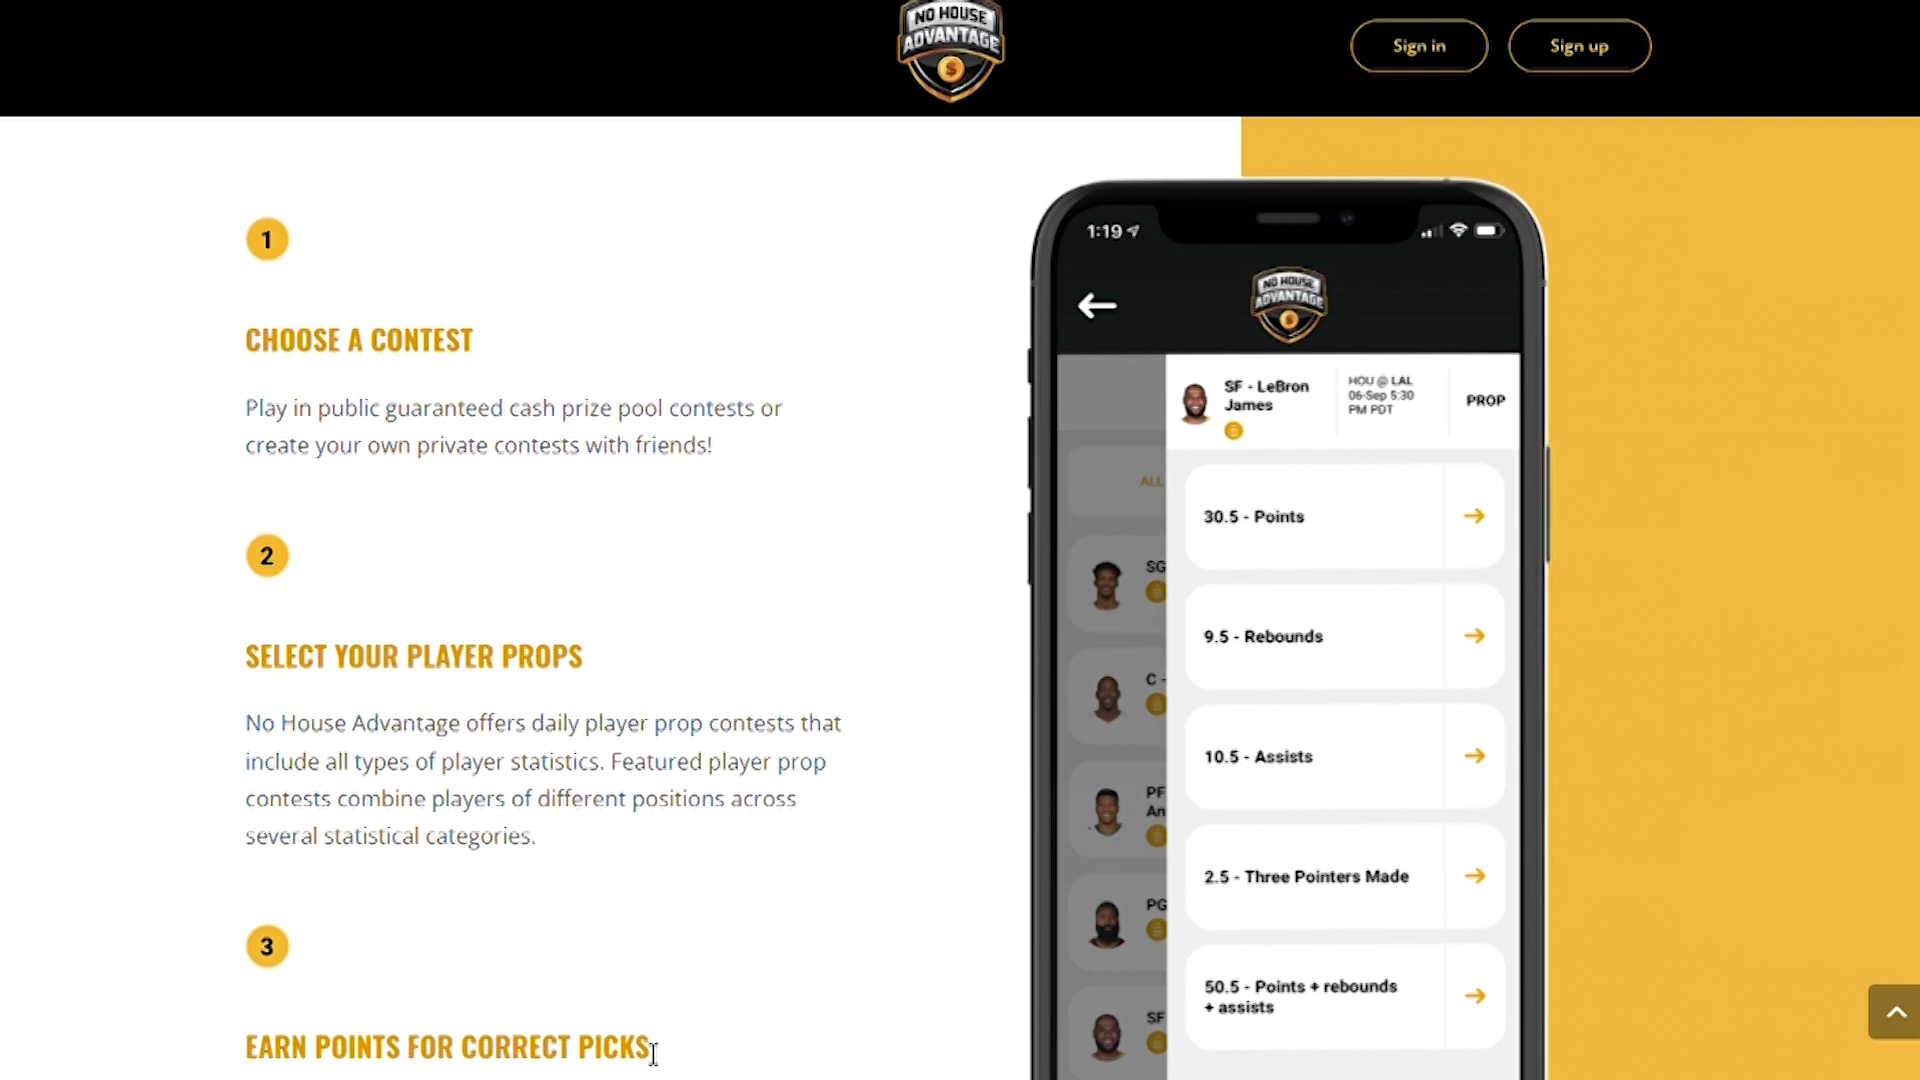 NO HOUSE
ADVANTAGE
$
Sign in
Sign up
1
CHOOSE A CONTEST
Play in public guaranteed cash prize pool contests or
create your own private contests with friends!
2
SELECT YOUR PLAYER PROPS
No House Advantage offers daily player prop contests that
include all types of player statistics. Featured player prop
contests combine players of different positions across
several statistical categories.
3
EARN POINTS FOR CORRECT PICKS
1:19
NO HOUSE
ADVANTAGE
SF - LeBron
James
HOU @ LAL
06-Sep 5:30
PM PDT
PROP
ALL
30.5 - Points
SG
9.5 - Rebounds
C -
10.5 - Assists
PF
An
2.5 - Three Pointers Made
PG
50.5 - Points + rebounds
+ assists
SF